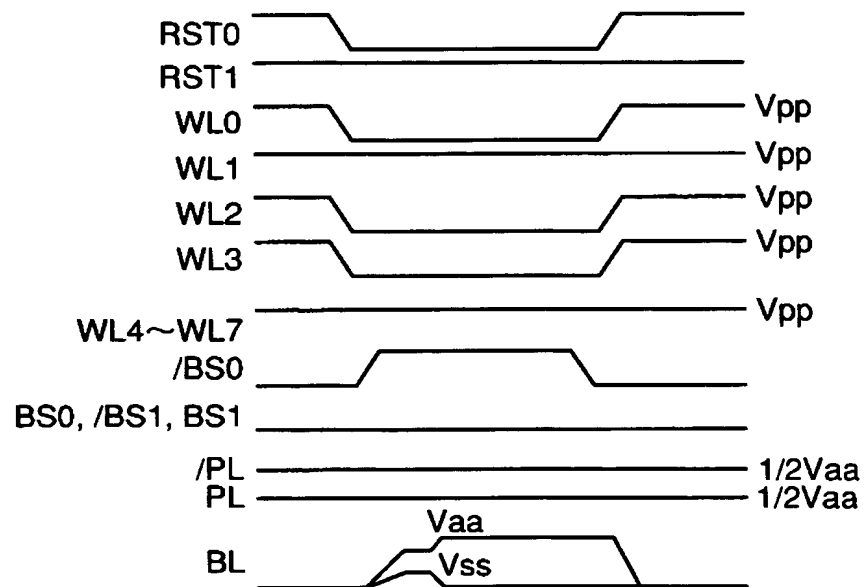 RST0
RST1
WL0 Vpp
WL1 Vpp
WL2 Vpp
WL3 Vpp
WL4～WL7 Vpp
/BS0
BS0, /BS1, BS1
/PL 1/2Vaa
PL 1/2Vaa
Vaa
BL Vss